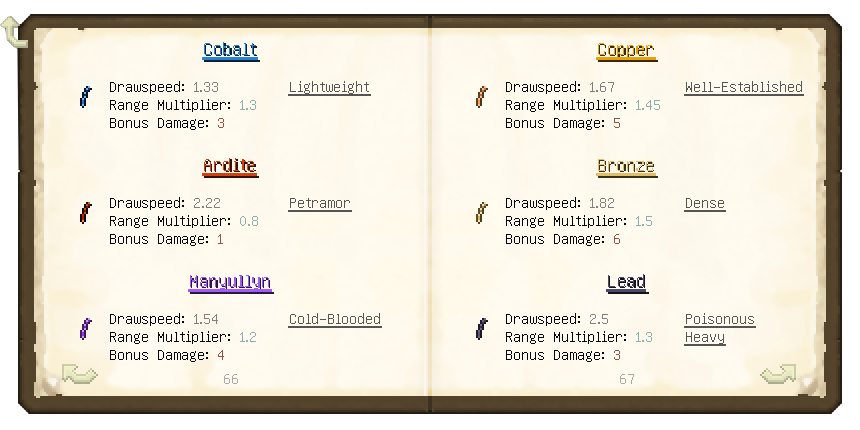 Cobalt
Drawspeed: 1.33
Lightweight
Range Multiplier: 1.3
Bonus Damage: 3
Ardite
Drawspeed: 2.22
Petramor
Range Multiplier: 0.8
Bonus Damage: 1
Manyullyn
Drawspeed: 1.54
Cold-Blooded
Range Multiplier: 1.2
Bonus Damage: 4
66
Copper
Drawspeed: 1.67
Well-Established
Range Multiplier: 1.45
Bonus Damage: 5
Bronze
Drawspeed: 1.82
Dense
Range Multiplier: 1.5
Bonus Damage: 6
Lead
Drawspeed: 2.5
Poisonous
Range Multiplier: 1.3
Heavy
Bonus Damage: 3
67